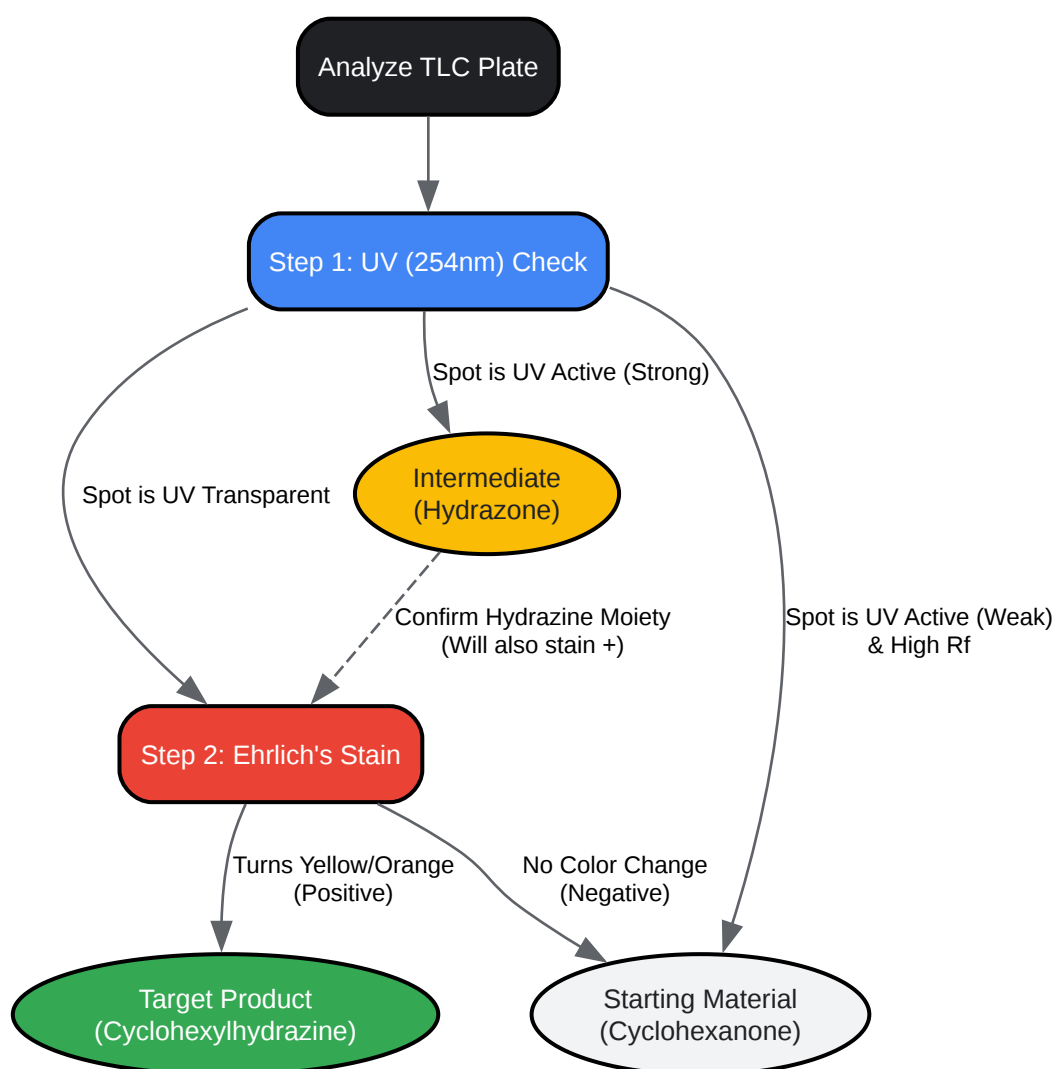 Analyze TLC Plate
Step 1: UV (254nm) Check
Spot is UV Active (Strong)
Intermediate
(Hydrazone)
Spot is UV Transparent
Confirm Hydrazine Moiety
(Will also stain +)
Spot is UV Active (Weak)
& High Rf
Step 2: Ehrlich's Stain
Turns Yellow/Orange
(Positive)
No Color Change
(Negative)
Target Product
(Cyclohexylhydrazine)
Starting Material
(Cyclohexanone)